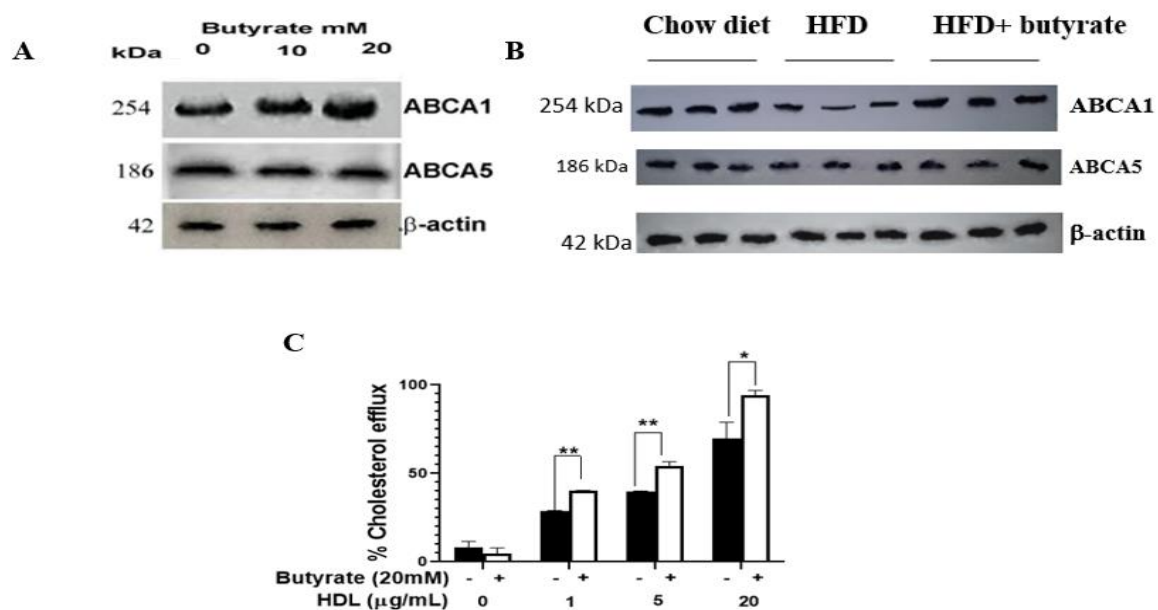 A
Butyrate mM
kDa 0 10 20
254 ABCA1
186 ABCA5
42 β-actin
B
Chow diet HFD HFD+ butyrate
254 kDa ABCA1
186 kDa ABCA5
42 kDa β-actin
C
% Cholesterol efflux
100
50
0
** ** *
Butyrate (20mM) - + - + - + - +
HDL (μg/mL) 0 1 5 20